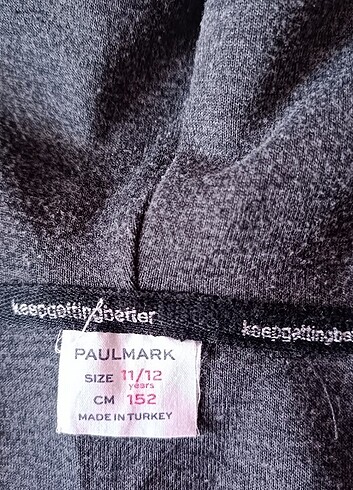 keepgettingbetter keepgettingbe
PAULMARK
SIZE 11/12
years
CM 152
MADE IN TURKEY